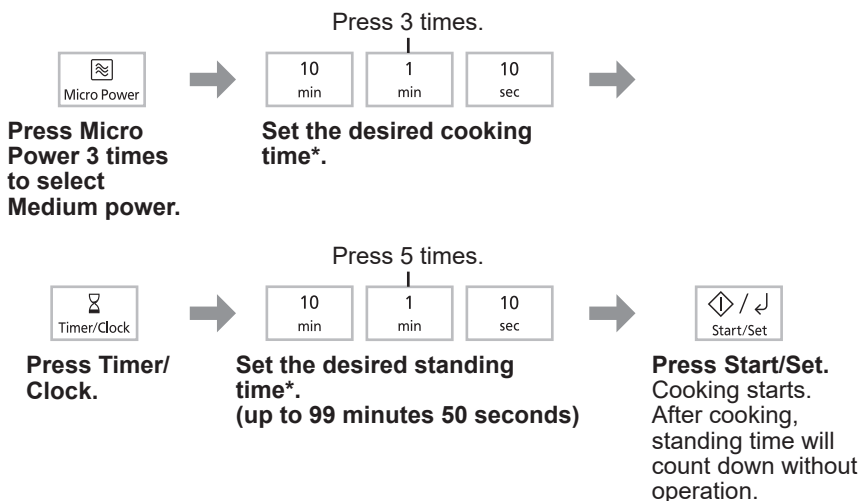 Press 3 times.
10 min
1 min
10 sec
Micro Power
Press Micro
Power 3 times
to select
Medium power.
Set the desired cooking
time*.
Press 5 times.
Timer/Clock
10 min
1 min
10 sec
/
Start/Set
Press Timer/
Clock.
Set the desired standing
time*.
(up to 99 minutes 50 seconds)
Press Start/Set.
Cooking starts.
After cooking,
standing time will
count down without
operation.